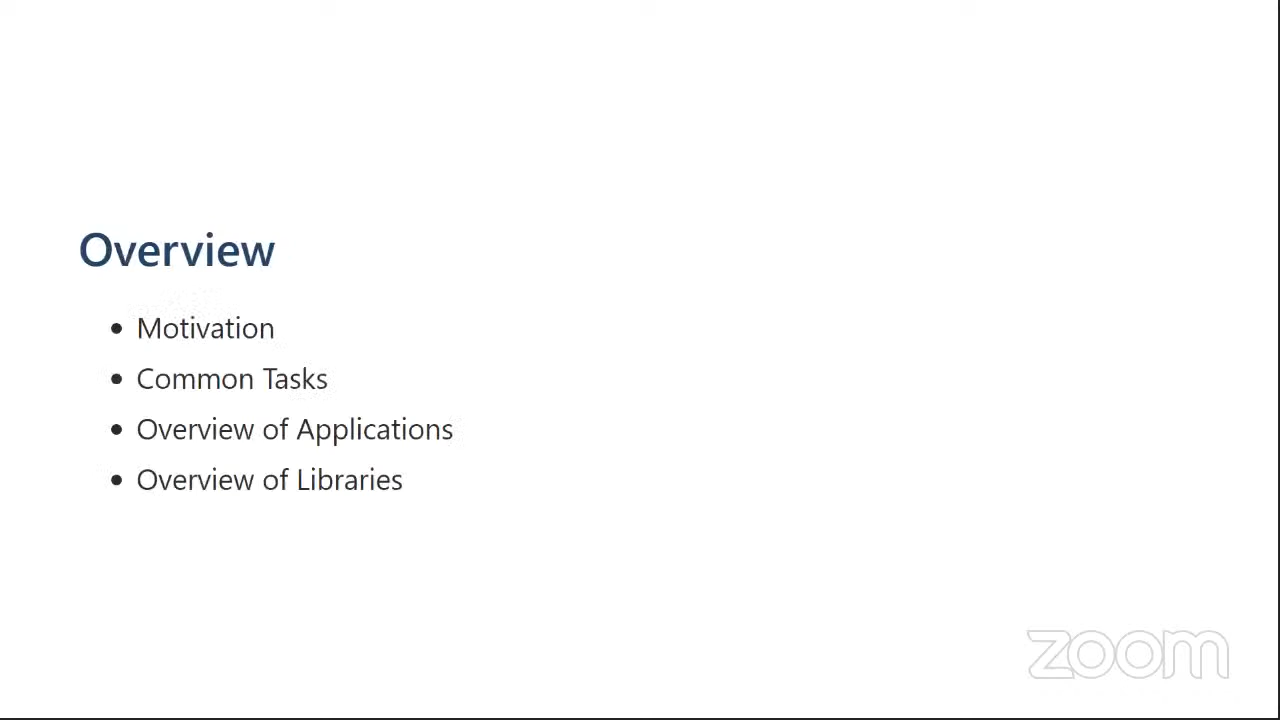 Overview
• Motivation
• Common Tasks
• Overview of Applications
• Overview of Libraries
zoom